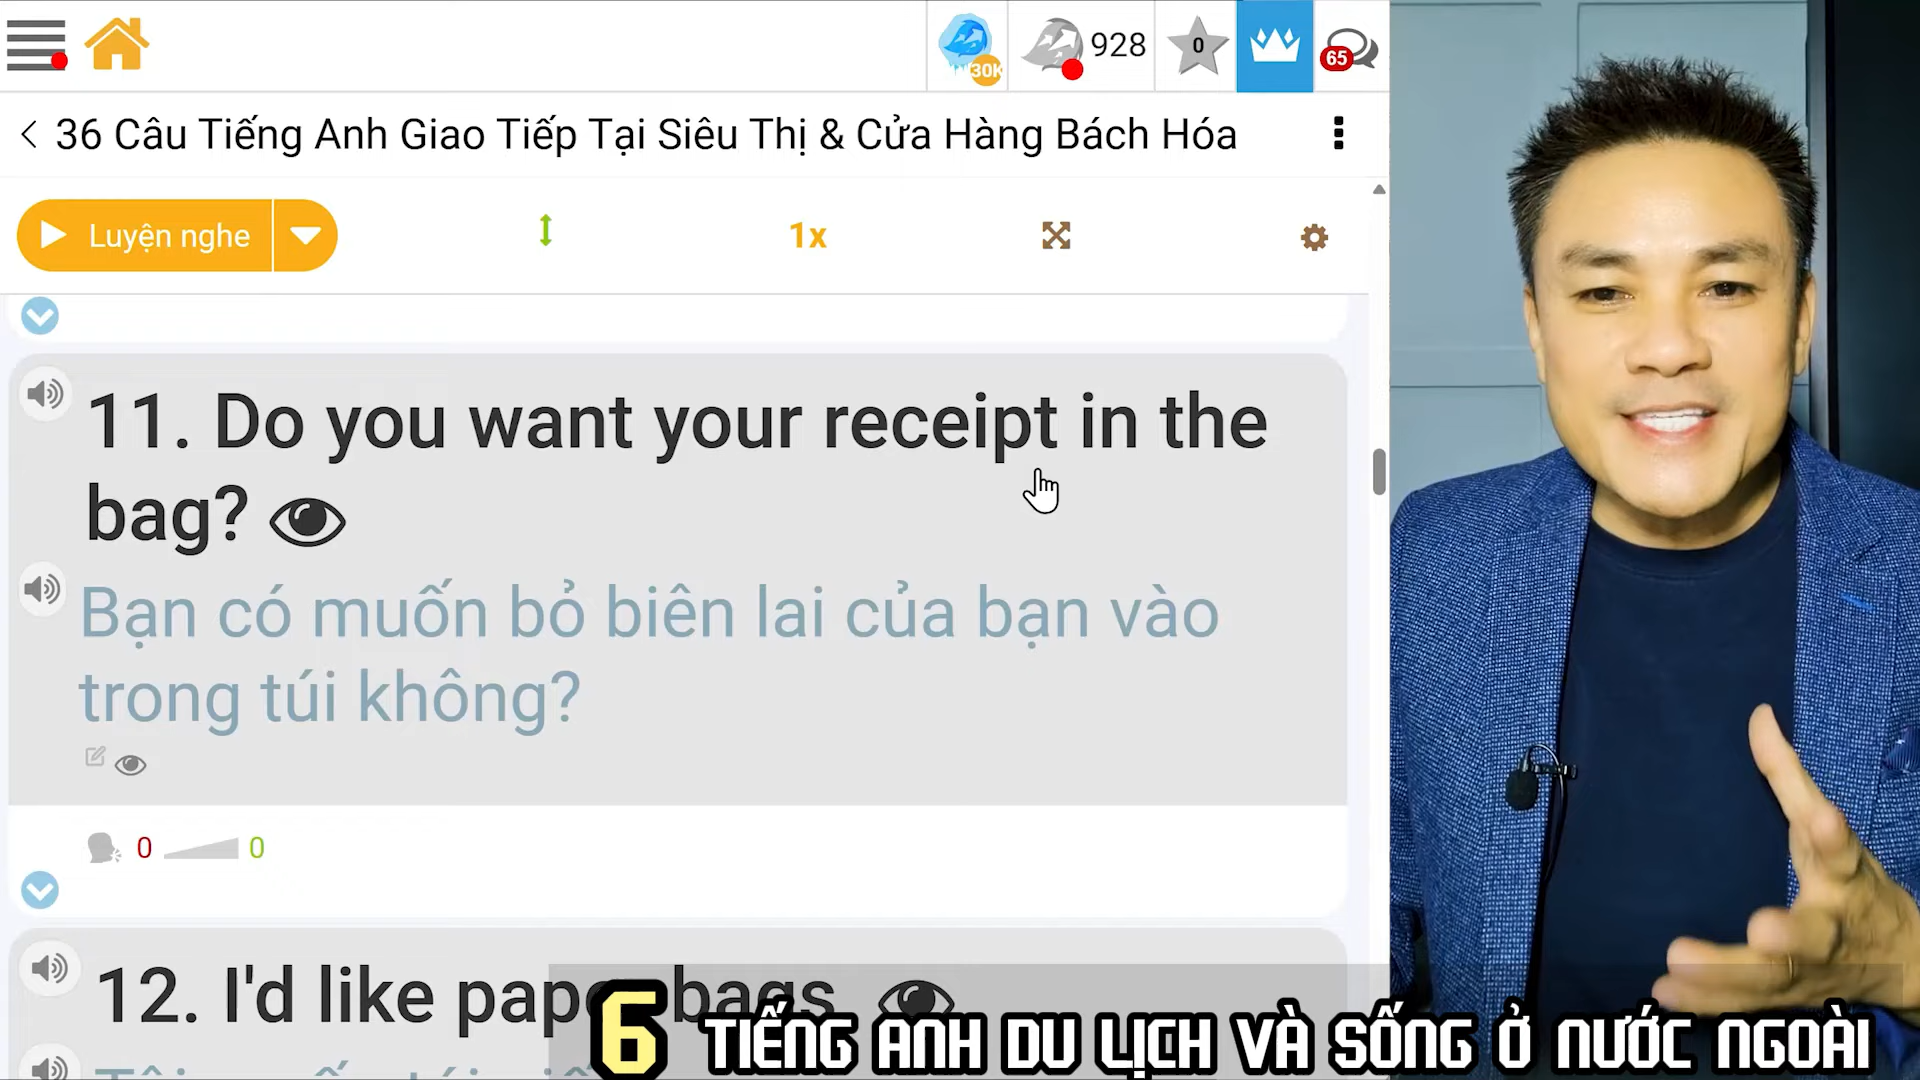 30K
928
0
65
36 Câu Tiếng Anh Giao Tiếp Tại Siêu Thị & Cửa Hàng Bách Hóa
Luyện nghe
1x
11. Do you want your receipt in the
bag?
Bạn có muốn bỏ biên lai của bạn vào
trong túi không?
0 0
12. I'd like paper bags
6 TIẾNG ANH DU LỊCH VÀ SỐNG Ở NƯỚC NGOÀI